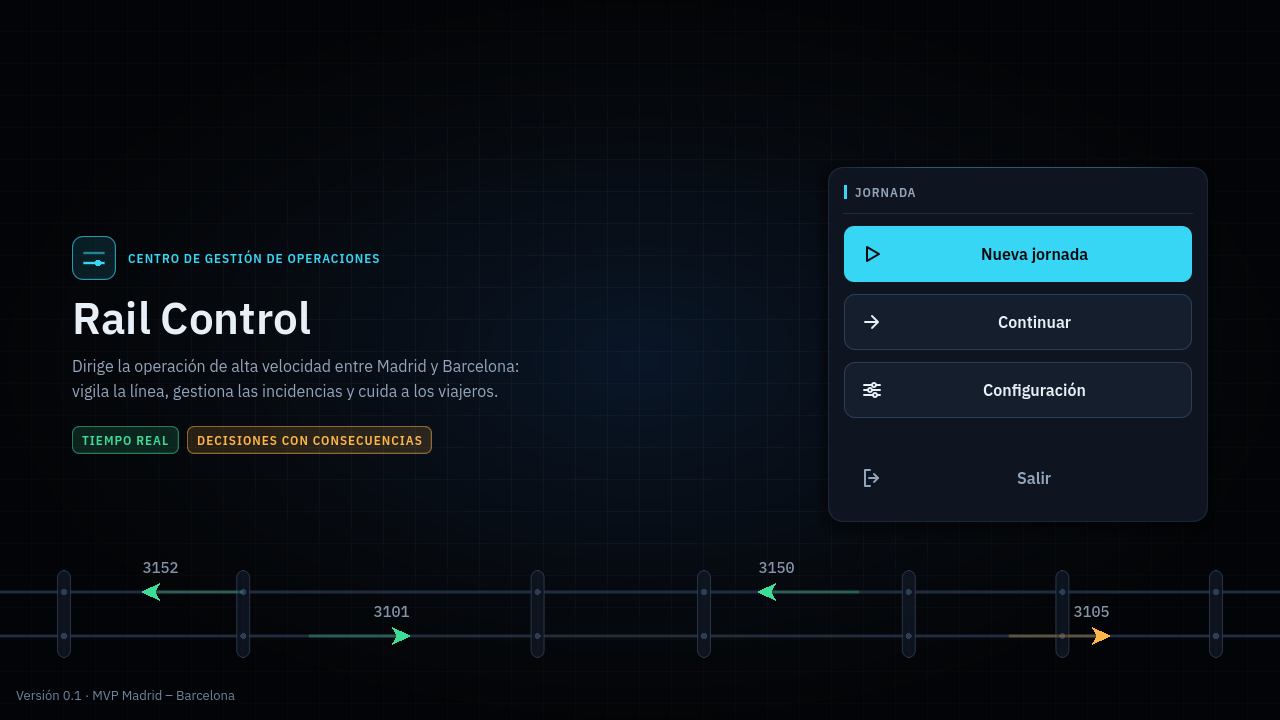 CENTRO DE GESTIÓN DE OPERACIONES
Rail Control
Dirige la operación de alta velocidad entre Madrid y Barcelona:
vigila la línea, gestiona las incidencias y cuida a los viajeros.
TIEMPO REAL
DECISIONES CON CONSECUENCIAS
JORNADA
Nueva jornada
Continuar
Configuración
Salir
3152
3150
3101
3105
Versión 0.1 · MVP Madrid – Barcelona